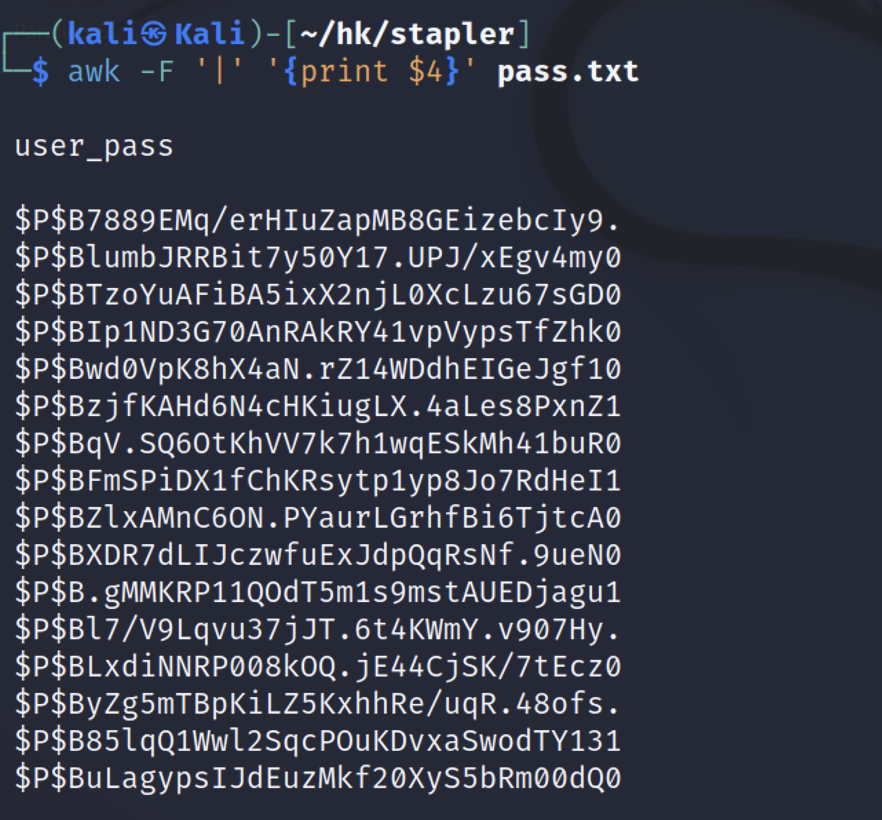 ┌──(kali㉿Kali)-[~/hk/stapler]
└─$ awk -F '|' '{print $4}' pass.txt
user_pass
$P$B7889EMq/erHIuZapMB8GEizebcIy9.
$P$BlumbJRRBit7y50Y17.UPJ/xEgv4my0
$P$BTzoYuAFiBA5ixX2njL0XcLzu67sGD0
$P$BIp1ND3G70AnRAkRY41vpVypsTfZhk0
$P$Bwd0VpK8hX4aN.rZ14WDdhEIGeJgf10
$P$BzjfKAHd6N4cHKiugLX.4aLes8PxnZ1
$P$BqV.SQ6OtKhVV7k7h1wqESkMh41buR0
$P$BFmSPiDX1fChKRsytp1yp8Jo7RdHeI1
$P$BZlxAMnC6ON.PYaurLGrhfBi6TjtcA0
$P$BXDR7dLIJczwfuExJdpQqRsNf.9ueN0
$P$B.gMMKRP11QOdT5m1s9mstAUEDjagu1
$P$Bl7/V9Lqvu37jJT.6t4KWmY.v907Hy.
$P$BLxdiNNRP008kOQ.jE44CjSK/7tEcz0
$P$ByZg5mTBpKiLZ5KxhhRe/uqR.48ofs.
$P$B85lqQ1Wwl2SqcPOuKDvxaSwodTY131
$P$BuLagypsIJdEuzMkf20XyS5bRm00dQ0